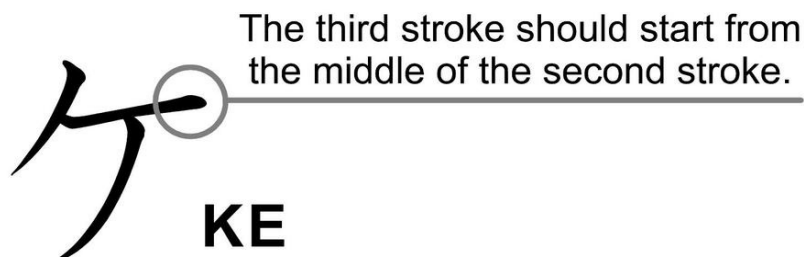 The third stroke should start from
the middle of the second stroke.
ケ
KE